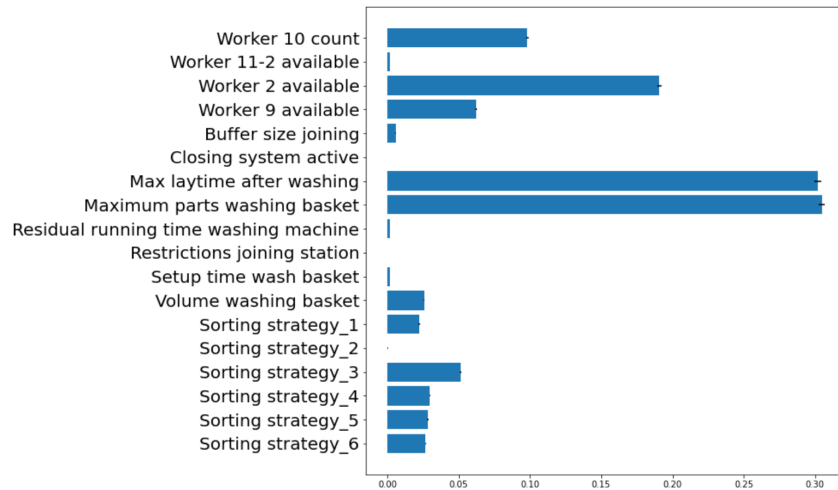 Worker 10 count
Worker 11-2 available
Worker 2 available
Worker 9 available
Buffer size joining
Closing system active
Max laytime after washing
Maximum parts washing basket
Residual running time washing machine
Restrictions joining station
Setup time wash basket
Volume washing basket
Sorting strategy_1
Sorting strategy_2
Sorting strategy_3
Sorting strategy_4
Sorting strategy_5
Sorting strategy_6
0.00 0.05 0.10 0.15 0.20 0.25 0.30